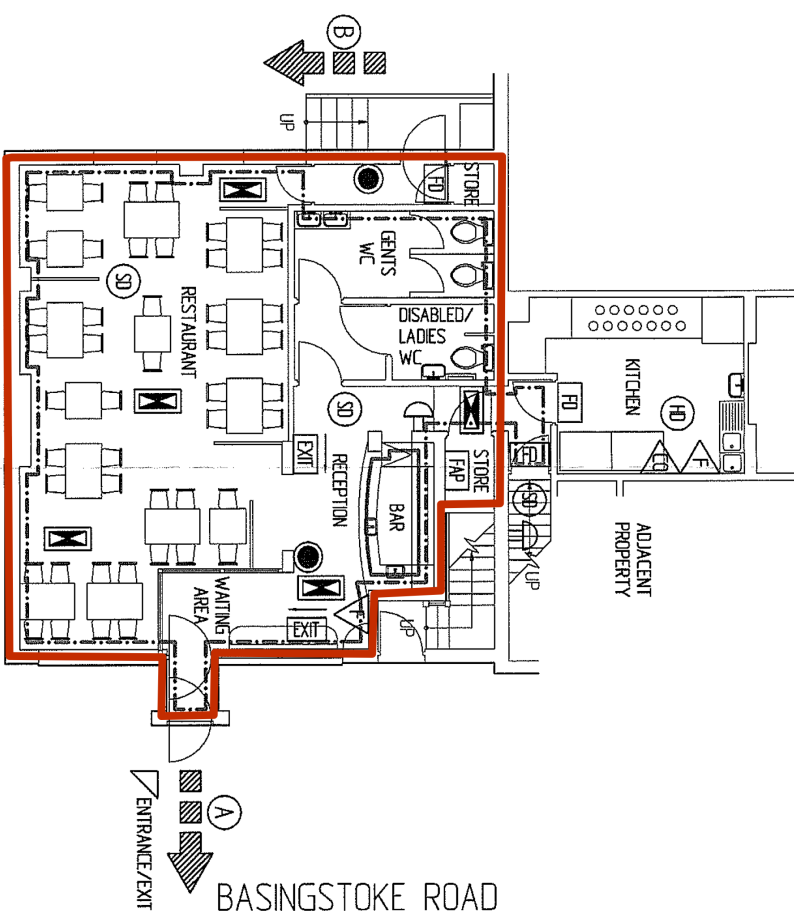 B
UP
STORE
FD
GENTS
WC
SD
RESTAURANT
DISABLED/
LADIES
WC
KITCHEN
HD
FD
SD
EXIT
RECEPTION
BAR
STORE
FAP
FD
CO
F
SD
UP
ADJACENT
PROPERTY
WAITING
AREA
EXIT
F
UP
A
ENTRANCE/EXIT
BASINGSTOKE ROAD